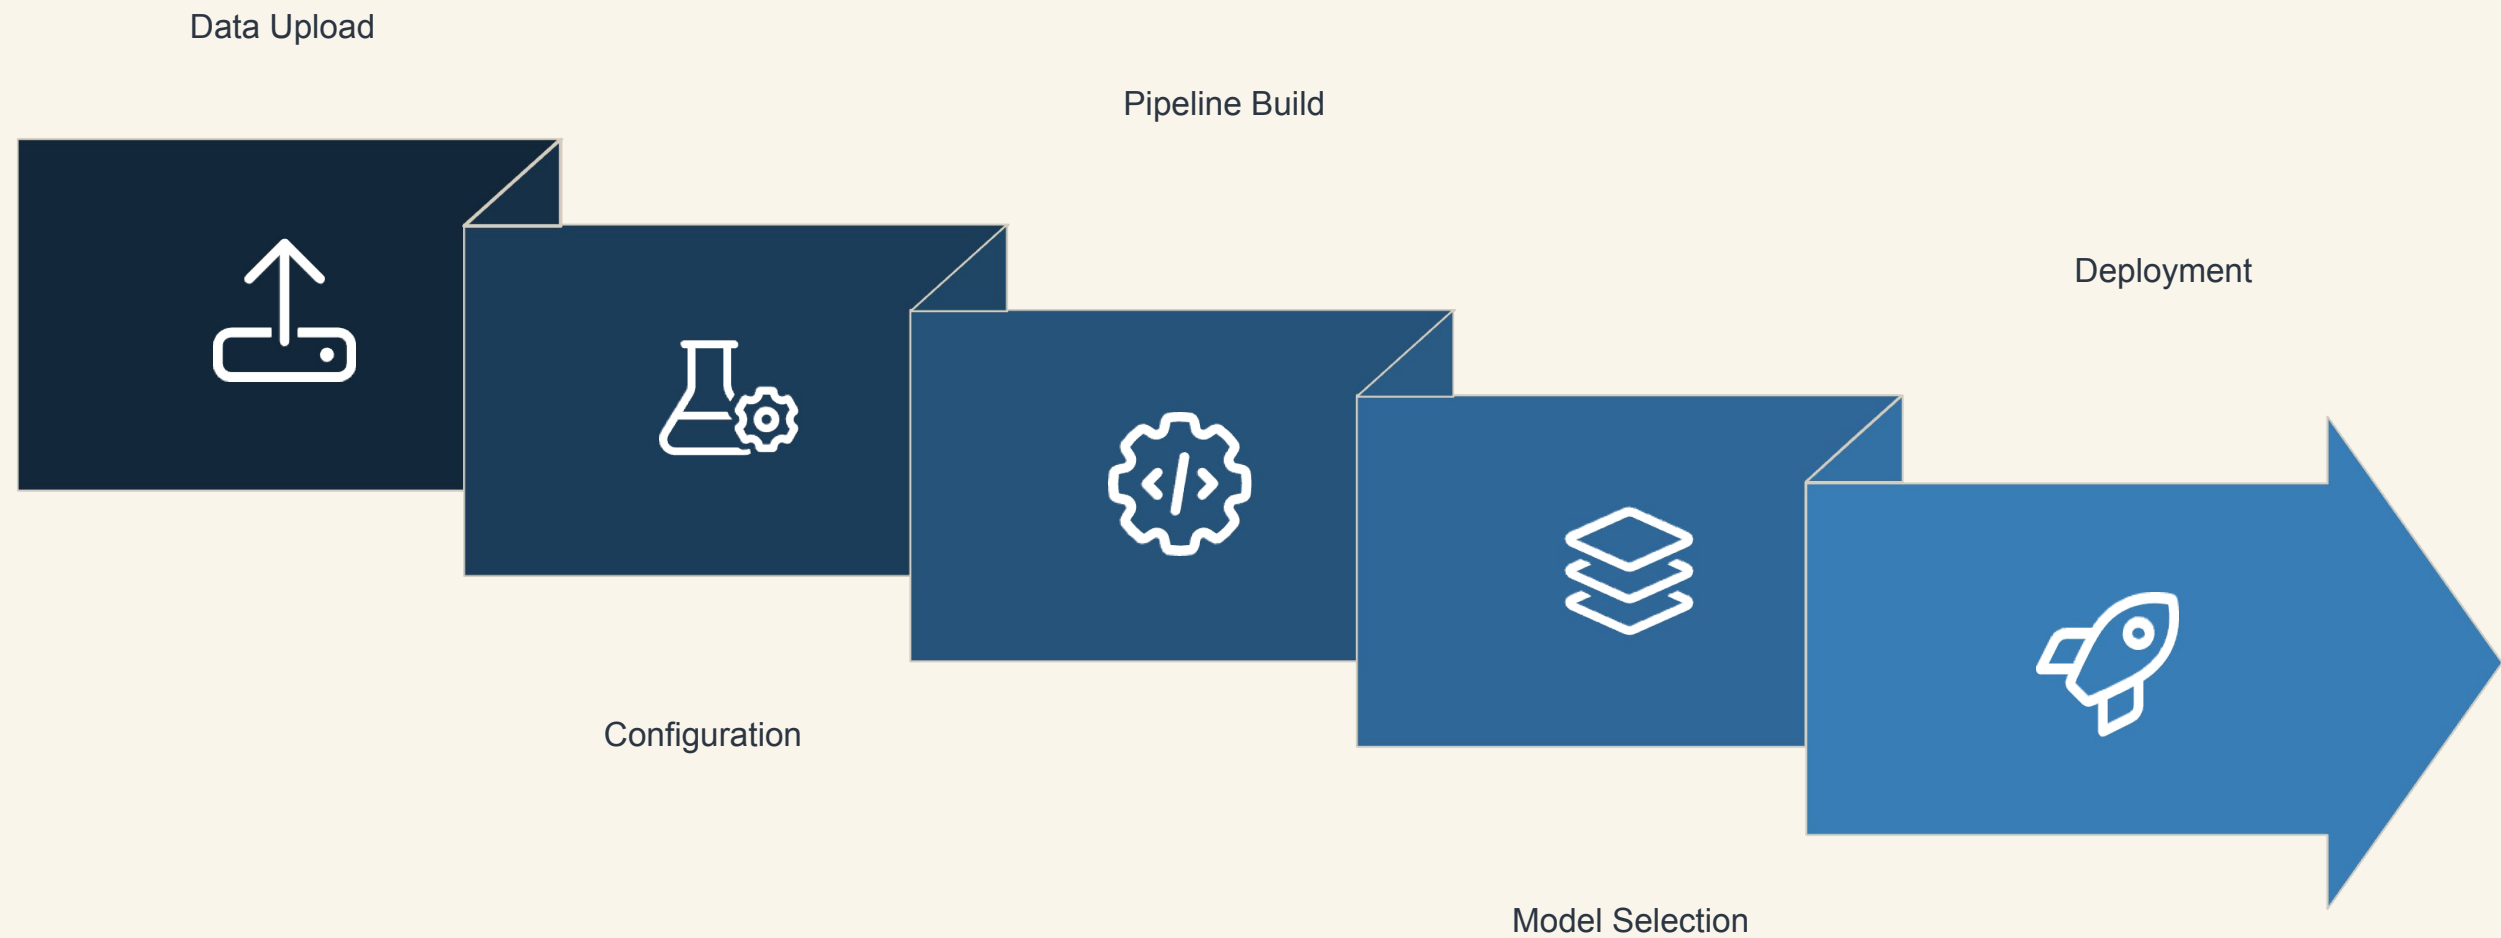 Data Upload
Configuration
Pipeline Build
Model Selection
Deployment